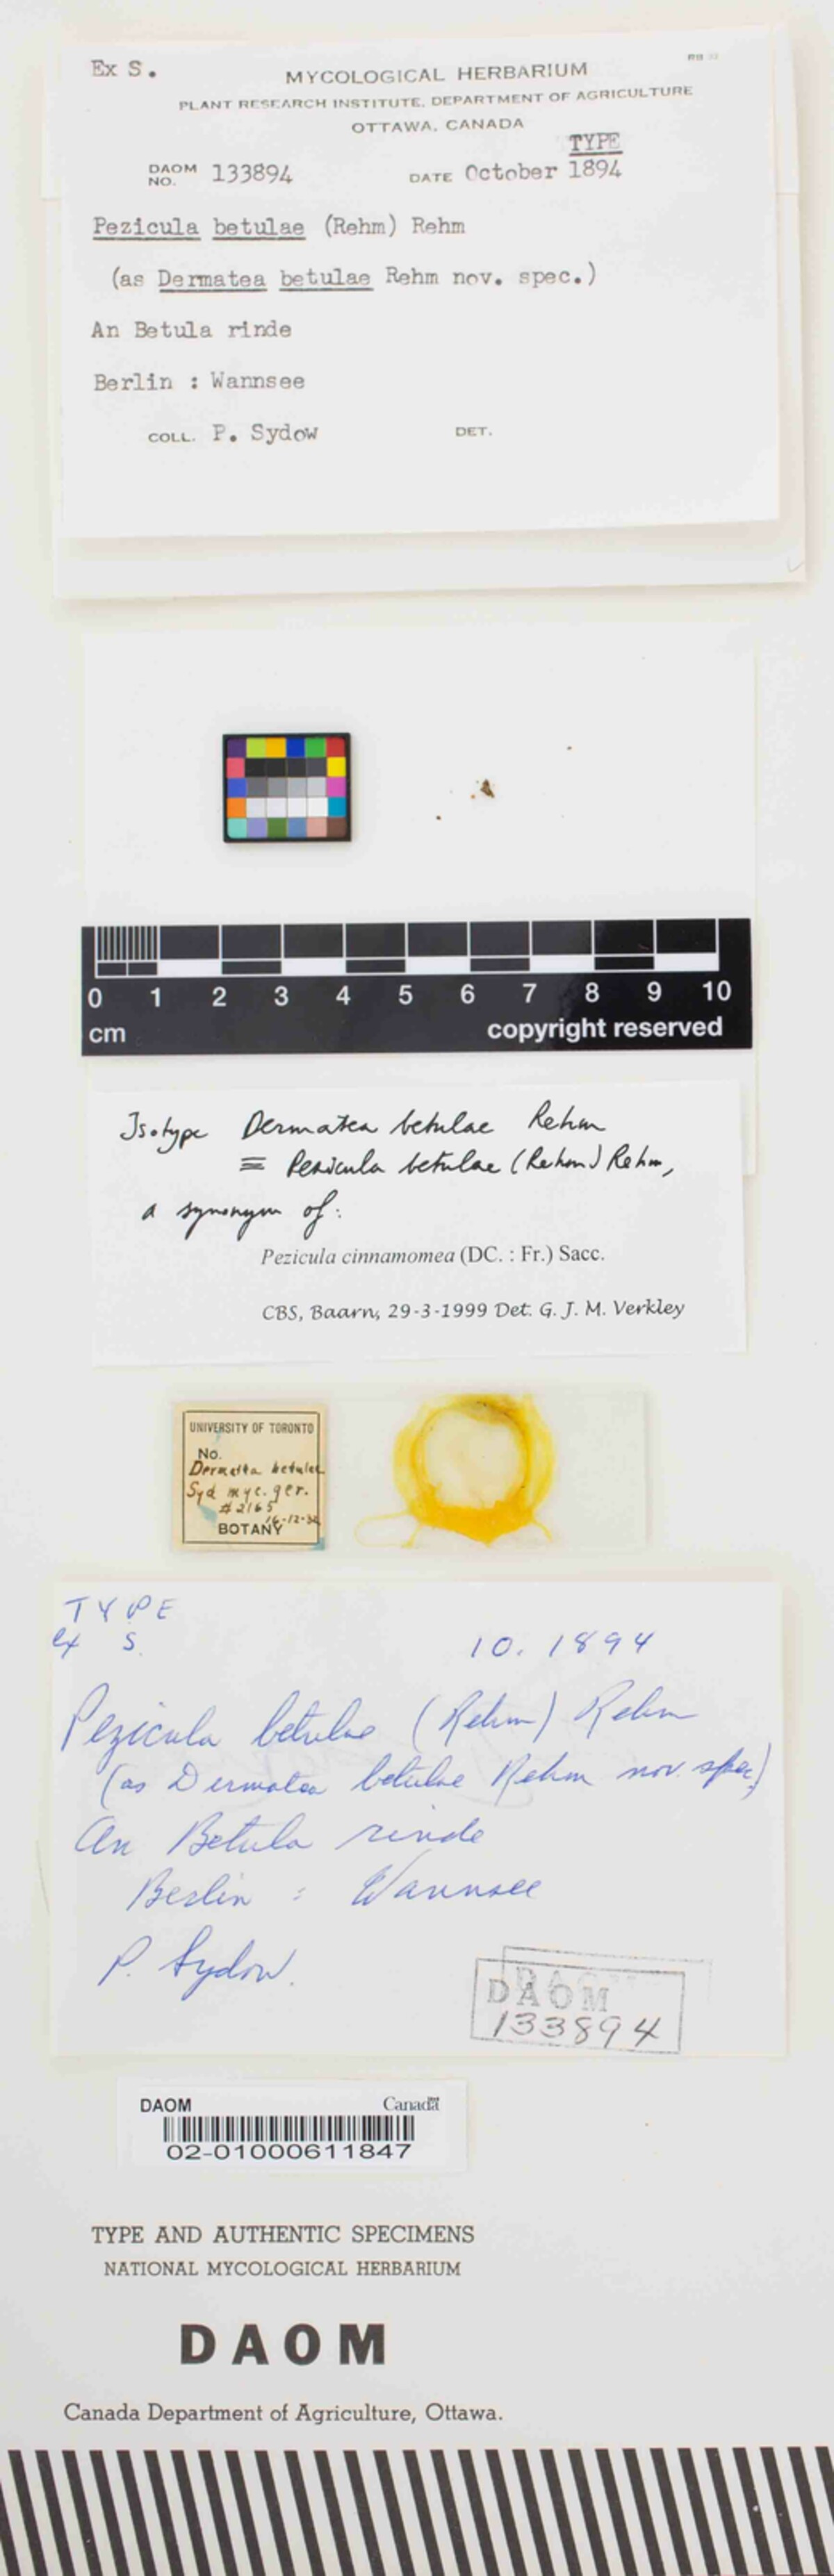 Ex S.
MYCOLOGICAL HERBARIUM
PLANT RESEARCH INSTITUTE, DEPARTMENT OF AGRICULTURE
OTTAWA, CANADA
TYPE
DAOM NO. 133894 DATE October 1894
Pezicula betulae (Rehm) Rehm
(as Dermatea betulae Rehm nov. spec.)
An Betula rinde
Berlin : Wannsee
COLL. P. Sydow DET.
0 1 2 3 4 5 6 7 8 9 10
cm copyright reserved
Isotype Dermatea betulae Rehm
≡ Pezicula betulae (Rehm) Rehm,
a synonym of:
Pezicula cinnamomea (DC. : Fr.) Sacc.
CBS, Baarn, 29-3-1999 Det. G. J. M. Verkley
UNIVERSITY OF TORONTO
No.
Dermatea betulae
Syd myc. ger.
#2165
16-12-
BOTANY
TYPE
ex S. 10. 1894
Pezicula betulae (Rehm) Rehm
(as Dermatea betulae Rehm nov. spec.)
An Betula rinde
Berlin : Wannsee
P. Sydow.
DAOM
133894
DAOM Canada
02-01000611847
TYPE AND AUTHENTIC SPECIMENS
NATIONAL MYCOLOGICAL HERBARIUM
DAOM
Canada Department of Agriculture, Ottawa.